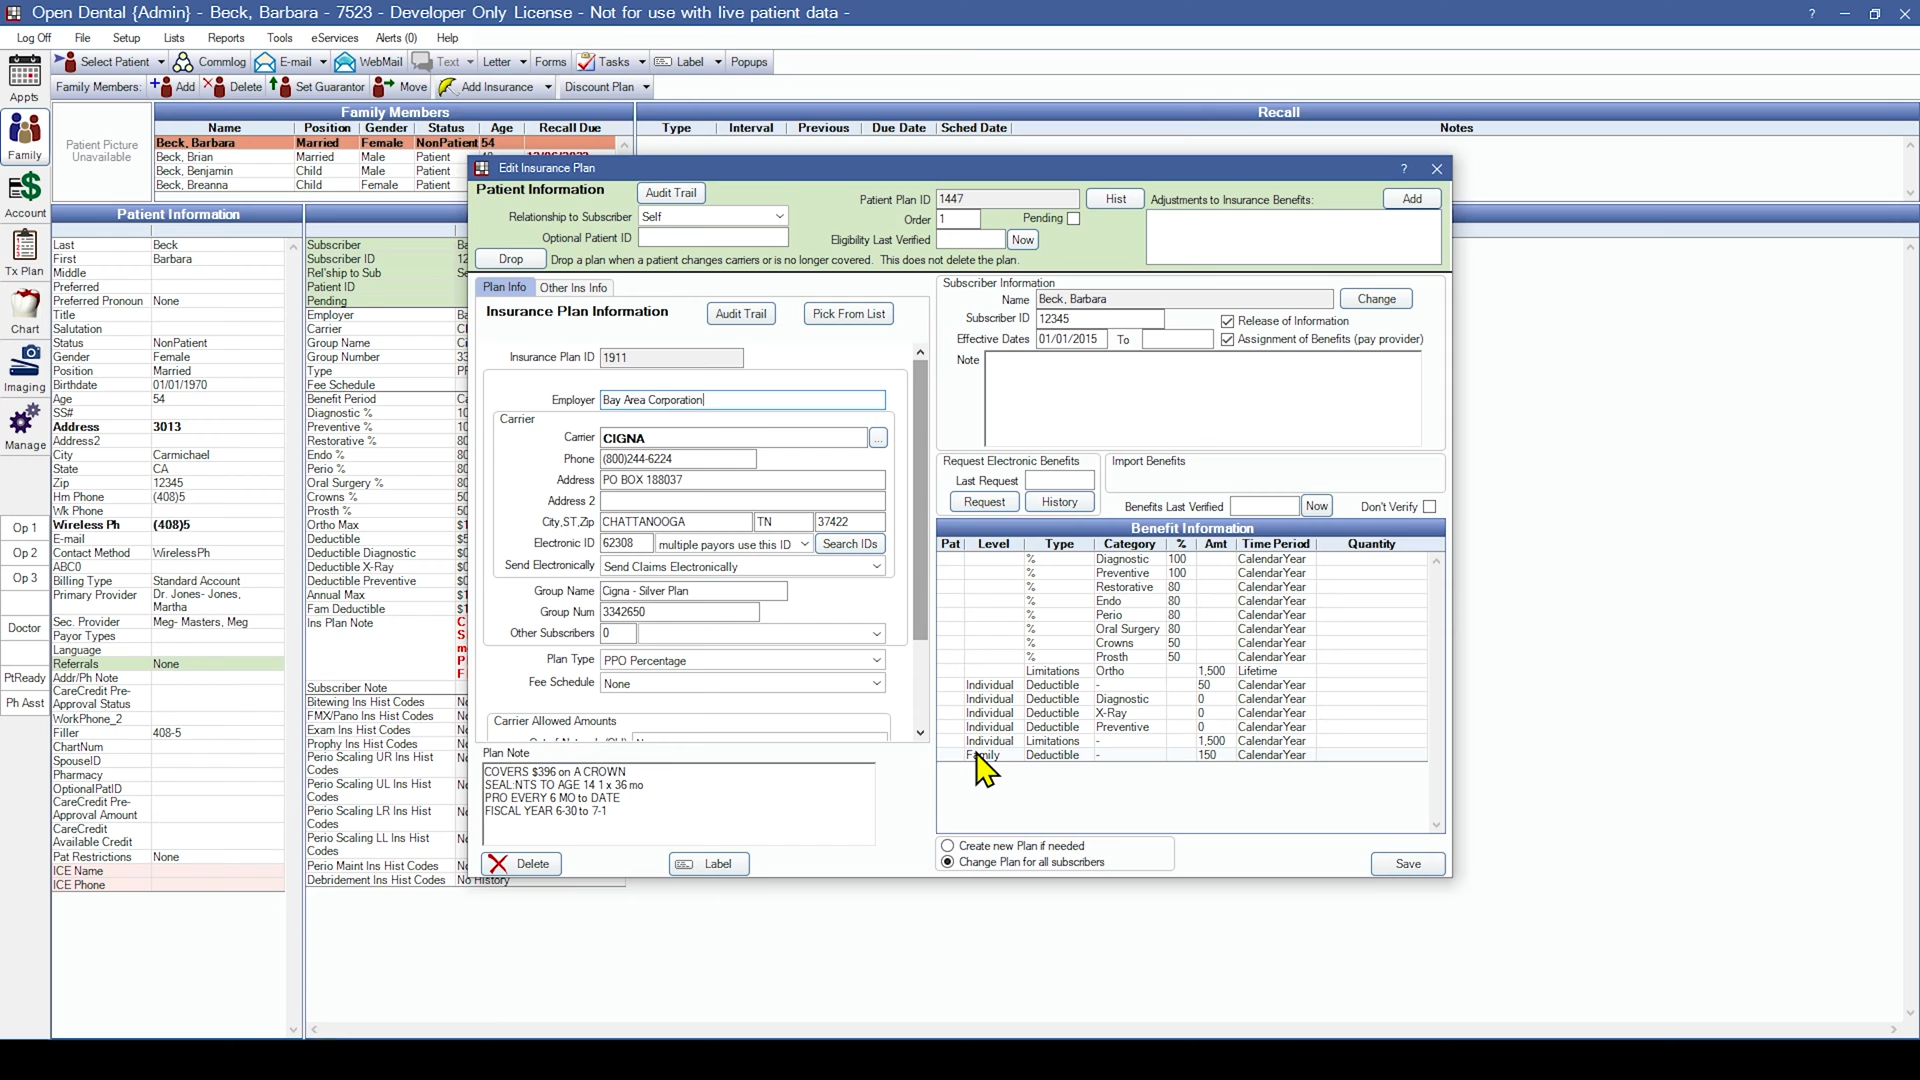 Open Dental {Admin} - Beck, Barbara - 7523 - Developer Only License - Not for use with live patient data -
Log Off File Setup Lists Reports Tools eServices Alerts (0) Help
Select Patient Commlog E-mail WebMail Text Letter Forms Tasks Label Popups
Family Members: Add Delete Set Guarantor Move Add Insurance Discount Plan
Appts
Family
Account
Tx Plan
Chart
Imaging
Manage
Op 1
Op 2
Op 3
Doctor
PtReady
Ph Asst
Patient Picture
Unavailable
Family Members
Name Position Gender Status Age Recall Due
Beck, Barbara Married Female NonPatient 54
Beck, Brian Married Male Patient
Beck, Benjamin Child Male Patient
Beck, Breanna Child Female Patient
Recall
Type Interval Previous Due Date Sched Date Notes
Patient Information
Last Beck
First Barbara
Middle
Preferred
Preferred Pronoun None
Title
Salutation
Status NonPatient
Gender Female
Position Married
Birthdate 01/01/1970
Age 54
SS#
Address 3013
Address2
City Carmichael
State CA
Zip 12345
Hm Phone (408)5
Wk Phone
Wireless Ph (408)5
E-mail
Contact Method WirelessPh
ABC0
Billing Type Standard Account
Primary Provider Dr. Jones- Jones,
Martha
Sec. Provider Meg- Masters, Meg
Payor Types
Language
Referrals None
Addr/Ph Note
CareCredit Pre-
Approval Status
WorkPhone_2
Filler 408-5
ChartNum
SpouseID
Pharmacy
OptionalPatID
CareCredit Pre-
Approval Amount
CareCredit
Available Credit
Pat Restrictions None
ICE Name
ICE Phone
Subscriber
Subscriber ID
Rel'ship to Sub
Patient ID
Pending
Employer
Carrier
Group Name
Group Number
Type
Fee Schedule
Benefit Period
Diagnostic %
Preventive %
Restorative %
Endo %
Perio %
Oral Surgery %
Crowns %
Prosth %
Ortho Max
Deductible
Deductible Diagnostic
Deductible X-Ray
Deductible Preventive
Annual Max
Fam Deductible
Ins Plan Note
Subscriber Note
Bitewing Ins Hist Codes
FMX/Pano Ins Hist Codes
Exam Ins Hist Codes
Prophy Ins Hist Codes
Perio Scaling UR Ins Hist
Codes
Perio Scaling UL Ins Hist
Codes
Perio Scaling LR Ins Hist
Codes
Perio Scaling LL Ins Hist
Codes
Perio Maint Ins Hist Codes
Debridement Ins Hist Codes No History
Edit Insurance Plan
Patient Information Audit Trail
Relationship to Subscriber Self
Optional Patient ID
Patient Plan ID 1447 Hist
Order 1 Pending
Eligibility Last Verified Now
Adjustments to Insurance Benefits: Add
Drop Drop a plan when a patient changes carriers or is no longer covered. This does not delete the plan.
Plan Info Other Ins Info
Insurance Plan Information Audit Trail Pick From List
Insurance Plan ID 1911
Employer Bay Area Corporation
Carrier
Carrier CIGNA ...
Phone (800)244-6224
Address PO BOX 188037
Address 2
City,ST,Zip CHATTANOOGA TN 37422
Electronic ID 62308 multiple payors use this ID Search IDs
Send Electronically Send Claims Electronically
Group Name Cigna - Silver Plan
Group Num 3342650
Other Subscribers 0
Plan Type PPO Percentage
Fee Schedule None
Carrier Allowed Amounts
Plan Note
COVERS $396 on A CROWN
SEAL:NTS TO AGE 14 1 x 36 mo
PRO EVERY 6 MO to DATE
FISCAL YEAR 6-30 to 7-1
Delete Label
Subscriber Information
Name Beck, Barbara Change
Subscriber ID 12345 Release of Information
Effective Dates 01/01/2015 To Assignment of Benefits (pay provider)
Note
Request Electronic Benefits
Last Request
Request History
Import Benefits
Benefits Last Verified Now Don't Verify
Benefit Information
Pat Level Type Category % Amt Time Period Quantity
% Diagnostic 100 CalendarYear
% Preventive 100 CalendarYear
% Restorative 80 CalendarYear
% Endo 80 CalendarYear
% Perio 80 CalendarYear
% Oral Surgery 80 CalendarYear
% Crowns 50 CalendarYear
% Prosth 50 CalendarYear
Limitations Ortho 1,500 Lifetime
Individual Deductible - 50 CalendarYear
Individual Deductible Diagnostic 0 CalendarYear
Individual Deductible X-Ray 0 CalendarYear
Individual Deductible Preventive 0 CalendarYear
Individual Limitations - 1,500 CalendarYear
Family Deductible - 150 CalendarYear
Create new Plan if needed
Change Plan for all subscribers
Save